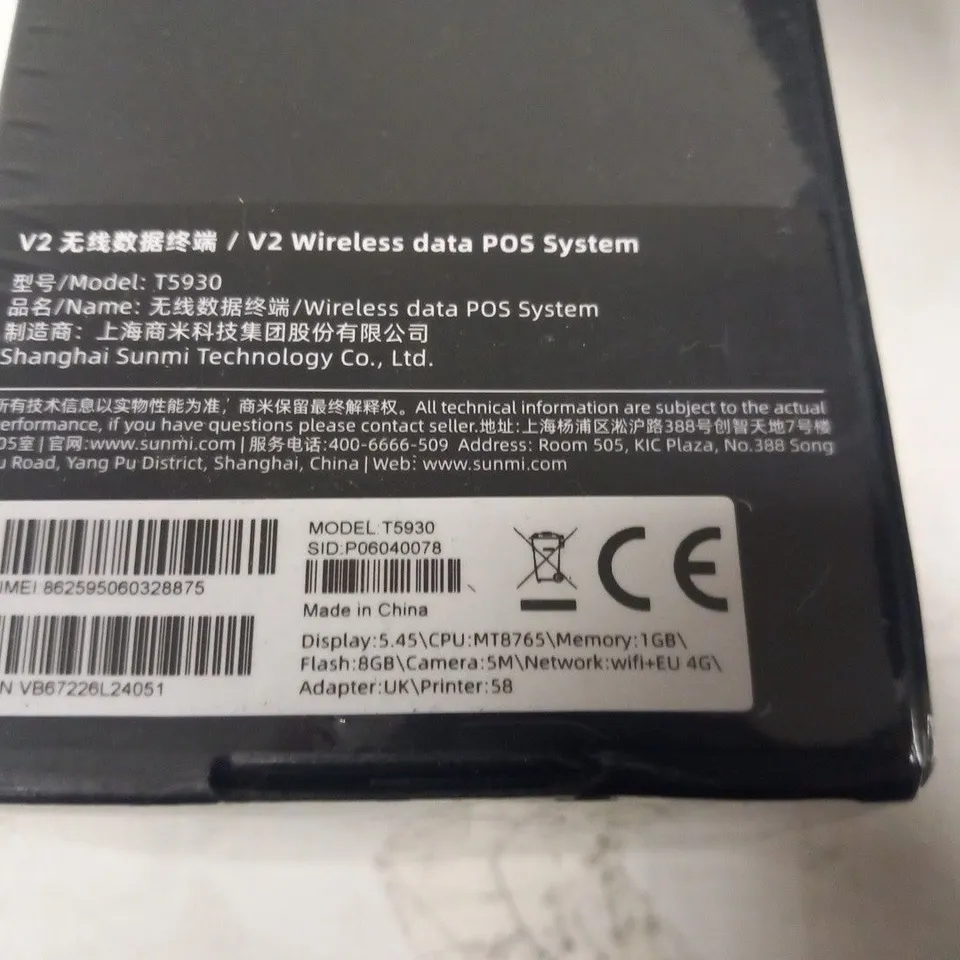 V2 无线数据终端 / V2 Wireless data POS System
型号/Model: T5930
品名/Name: 无线数据终端/Wireless data POS System
制造商：上海商米科技集团股份有限公司
Shanghai Sunmi Technology Co., Ltd.
所有技术信息以实物性能为准，商米保留最终解释权。All technical information are subject to the actual
erformance, if you have questions please contact seller.地址:上海杨浦区淞沪路388号创智天地7号楼
05室|官网:www.sunmi.com|服务电话:400-6666-509 Address: Room 505, KIC Plaza, No.388 Song
u Road, Yang Pu District, Shanghai, China|Web: www.sunmi.com
IMEI:862595060328875
N VB67226L24051
MODEL:T5930
SID:P06040078
Made in China
CE
Display:5.45\CPU:MT8765\Memory:1GB\
Flash:8GB\Camera:5M\Network:wifi+EU 4G\
Adapter:UK\Printer:58